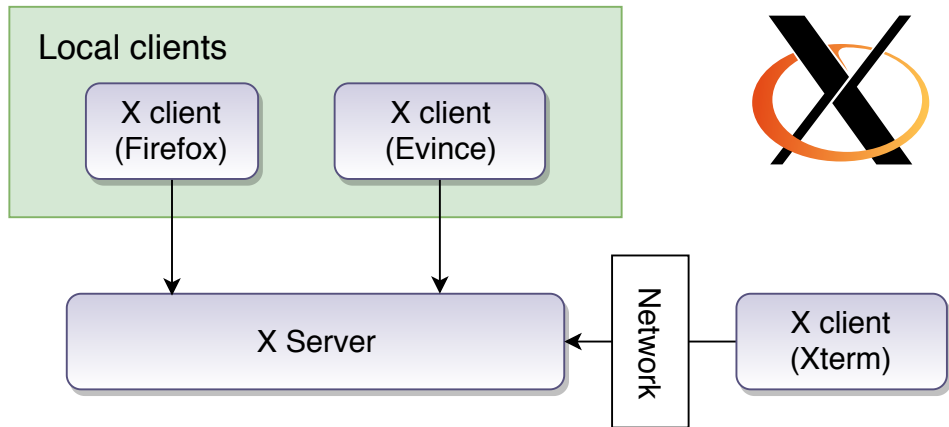 Local clients
X client
(Firefox)
X client
(Evince)
X Server
Network
X client
(Xterm)